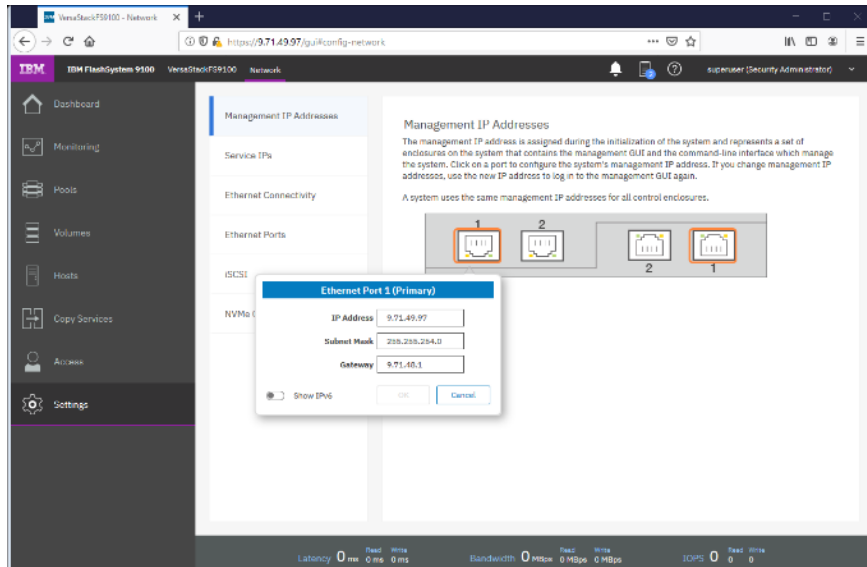 VersaStackFS9100 - Network
https://9.71.49.97/gui#config-network
IBM
IBM FlashSystem 9100 VersaStackFS9100 Network
superuser (Security Administrator)
Dashboard
Monitoring
Pools
Volumes
Hosts
Copy Services
Access
Settings
Management IP Addresses
Service IPs
Ethernet Connectivity
Ethernet Ports
iSCSI
NVMe
Management IP Addresses
The management IP address is assigned during the initialization of the system and represents a set of
enclosures on the system that contains the management GUI and the command-line interface which manage
the system. Click on a port to configure the system's management IP address. If you change management IP
addresses, use the new IP address to log in to the management GUI again.
A system uses the same management IP addresses for all control enclosures.
1 2
2 1
Ethernet Port 1 (Primary)
IP Address 9.71.49.97
Subnet Mask 255.255.254.0
Gateway 9.71.48.1
Show IPv6 OK Cancel
Latency 0 ms Read 0 ms Write 0 ms Bandwidth 0 MBps Read 0 MBps Write 0 MBps IOPS 0 Read 0 Write 0